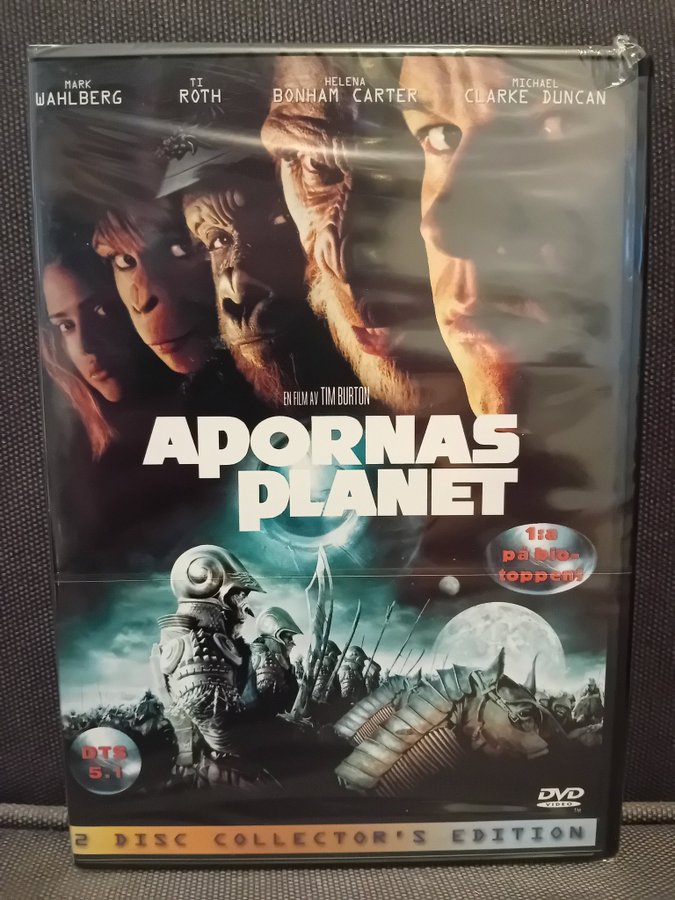 MARK
WAHLBERG
TI
ROTH
HELENA
BONHAM CARTER
MICHAEL
CLARKE DUNCAN
EN FILM AV TIM BURTON
APORNAS
PLANET
1:a
på bio-
toppen!
DTS
5.1
DVD
VIDEO
TM
2 DISC COLLECTOR'S EDITION